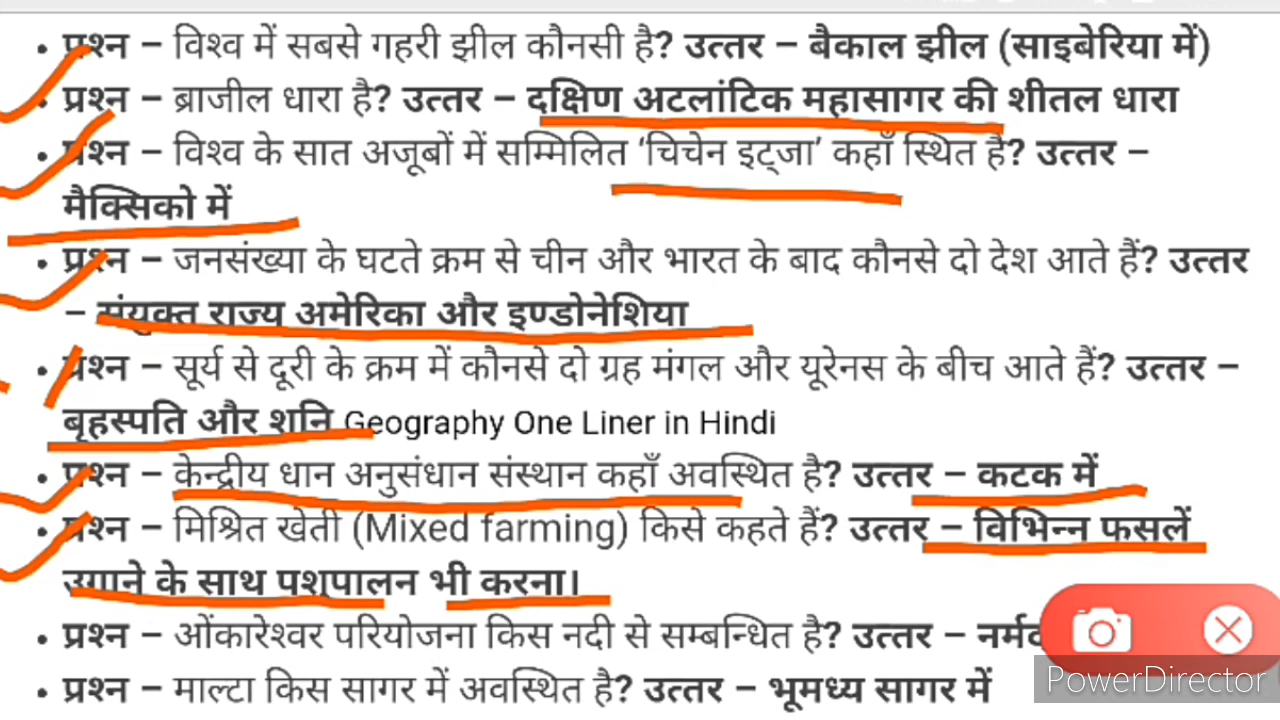 • प्रश्न – विश्व में सबसे गहरी झील कौनसी है? उत्तर – बैकाल झील (साइबेरिया में)
• प्रश्न – ब्राजील धारा है? उत्तर – दक्षिण अटलांटिक महासागर की शीतल धारा
• प्रश्न – विश्व के सात अजूबों में सम्मिलित ‘चिचेन इट्जा’ कहाँ स्थित है? उत्तर –
मैक्सिको में
• प्रश्न – जनसंख्या के घटते क्रम से चीन और भारत के बाद कौनसे दो देश आते हैं? उत्तर
– संयुक्त राज्य अमेरिका और इण्डोनेशिया
• प्रश्न – सूर्य से दूरी के क्रम में कौनसे दो ग्रह मंगल और यूरेनस के बीच आते हैं? उत्तर –
बृहस्पति और शनि Geography One Liner in Hindi
• प्रश्न – केन्द्रीय धान अनुसंधान संस्थान कहाँ अवस्थित है? उत्तर – कटक में
• प्रश्न – मिश्रित खेती (Mixed farming) किसे कहते हैं? उत्तर – विभिन्न फसलें
उगाने के साथ पशुपालन भी करना।
• प्रश्न – ओंकारेश्वर परियोजना किस नदी से सम्बन्धित है? उत्तर –
• प्रश्न – माल्टा किस सागर में अवस्थित है? उत्तर – भूमध्य सागर में
PowerDirector